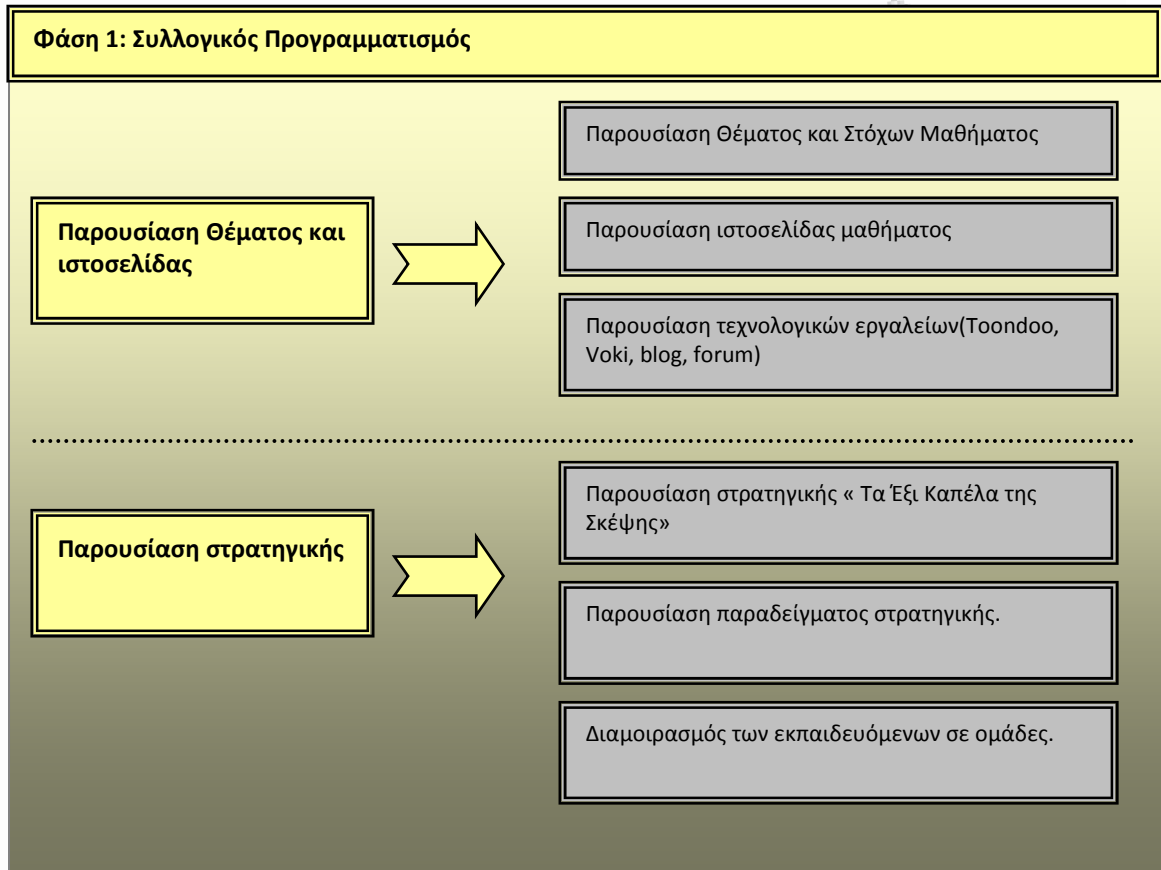 Φάση 1: Συλλογικός Προγραμματισμός
Παρουσίαση Θέματος και
ιστοσελίδας
Παρουσίαση Θέματος και Στόχων Μαθήματος
Παρουσίαση ιστοσελίδας μαθήματος
Παρουσίαση τεχνολογικών εργαλείων(Toondoo,
Voki, blog, forum)
Παρουσίαση στρατηγικής
Παρουσίαση στρατηγικής « Τα Έξι Καπέλα της
Σκέψης»
Παρουσίαση παραδείγματος στρατηγικής.
Διαμοιρασμός των εκπαιδευόμενων σε ομάδες.